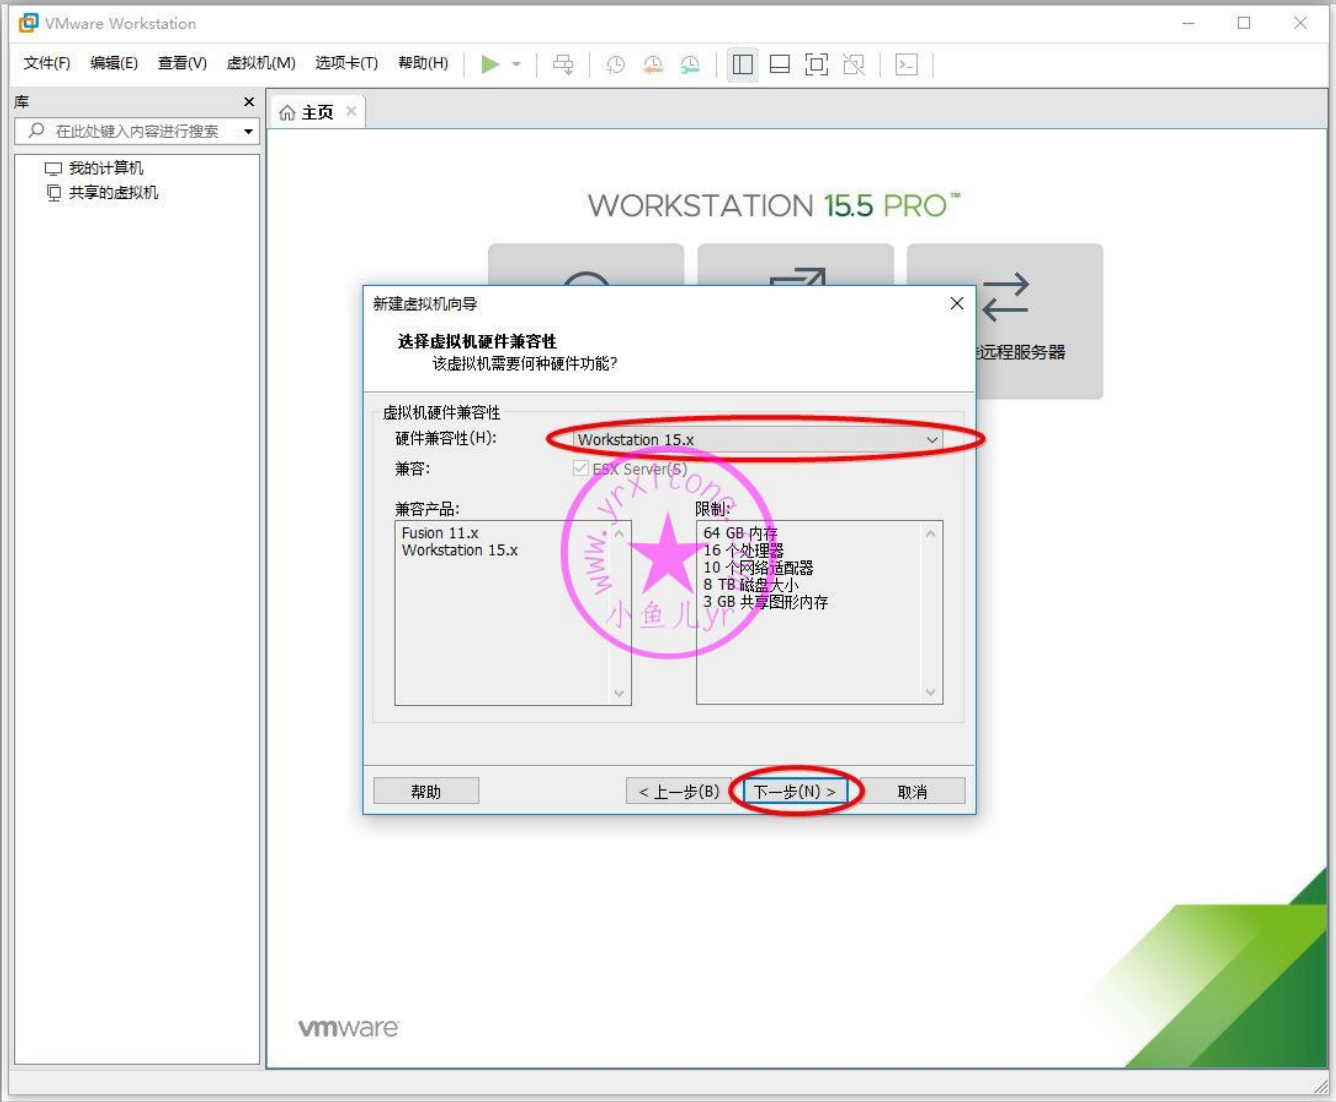 VMware Workstation
文件(F) 编辑(E) 查看(V) 虚拟机(M) 选项卡(T) 帮助(H)
库
主页
在此处键入内容进行搜索
我的计算机
共享的虚拟机
WORKSTATION 15.5 PRO™
远程服务器
新建虚拟机向导
选择虚拟机硬件兼容性
该虚拟机需要何种硬件功能?
虚拟机硬件兼容性
硬件兼容性(H):
Workstation 15.x
兼容:
ESX Server(S)
兼容产品:
限制:
Fusion 11.x
Workstation 15.x
64 GB 内存
16 个处理器
10 个网络适配器
8 TB 磁盘大小
3 GB 共享图形内存
小鱼儿yr
帮助
< 上一步(B)
下一步(N) >
取消
vmware